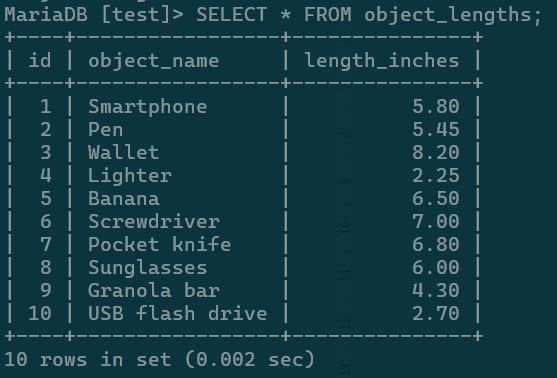 MariaDB [test]> SELECT * FROM object_lengths;
+----+-----------------+---------------+
| id | object_name     | length_inches |
+----+-----------------+---------------+
|  1 | Smartphone      |          5.80 |
|  2 | Pen             |          5.45 |
|  3 | Wallet          |          8.20 |
|  4 | Lighter         |          2.25 |
|  5 | Banana          |          6.50 |
|  6 | Screwdriver     |          7.00 |
|  7 | Pocket knife    |          6.80 |
|  8 | Sunglasses      |          6.00 |
|  9 | Granola bar     |          4.30 |
| 10 | USB flash drive |          2.70 |
+----+-----------------+---------------+
10 rows in set (0.002 sec)